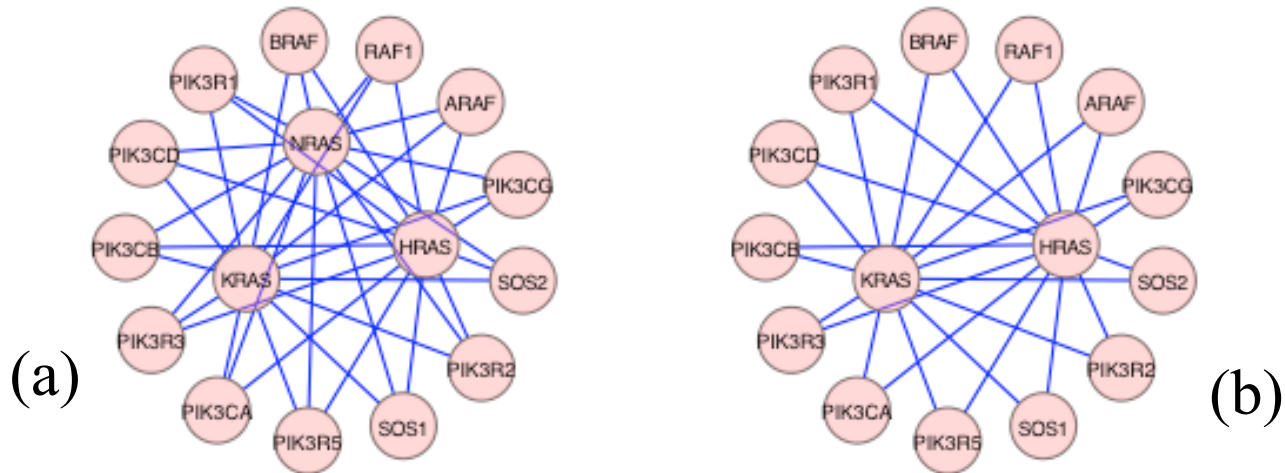 BRAF
RAF1
PIK3R1
ARAF
NRAS
PIK3CD
PIK3CG
PIK3CB
HRAS
KRAS
SOS2
PIK3R3
PIK3R2
(a)
PIK3CA
SOS1
PIK3R5
BRAF
RAF1
PIK3R1
ARAF
PIK3CD
PIK3CG
PIK3CB
HRAS
KRAS
SOS2
PIK3R3
PIK3R2
(b)
PIK3CA
SOS1
PIK3R5